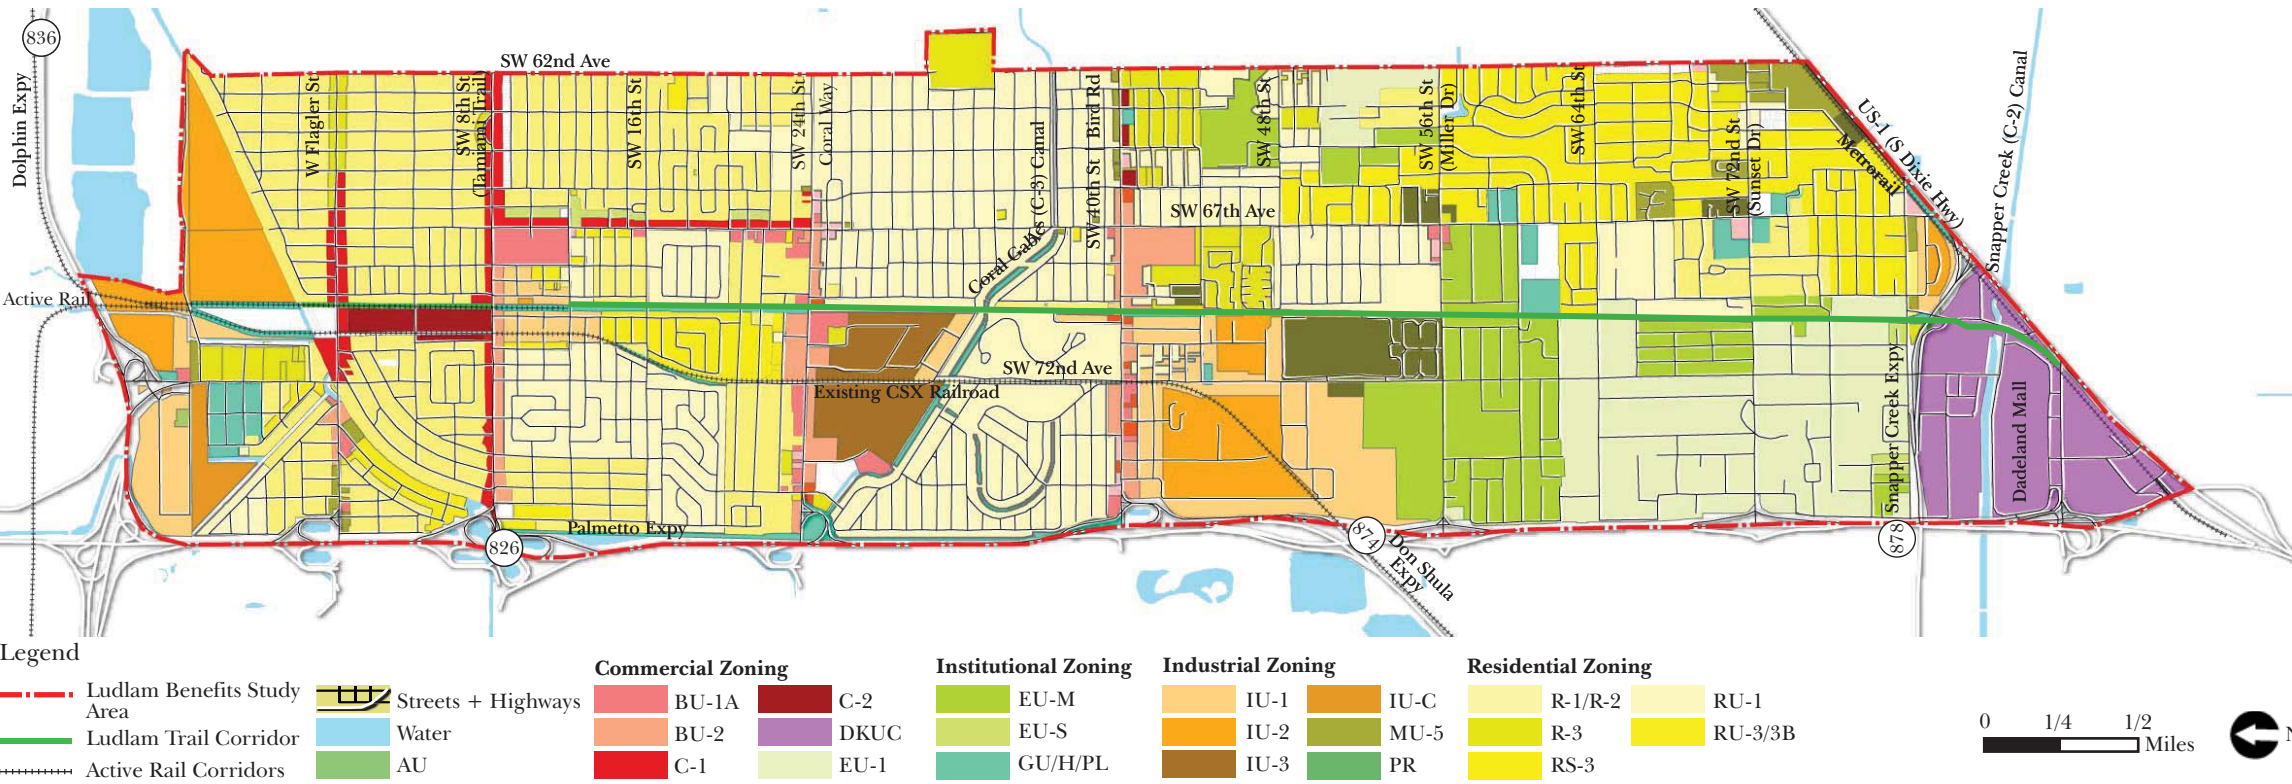 836
Dolphin Expy
Active Rail
W Flagler St
SW 8th St
(Tamiami Trail)
SW 62nd Ave
SW 16th St
SW 24th St
Coral Way
Coral Gables (C-3) Canal
SW 40th St | Bird Rd
SW 48th St
SW 67th Ave
SW 56th St
(Miller Dr)
SW 64th St
SW 72nd St
(Sunset Dr)
US-1 (S Dixie Hwy)
Metrorail
Snapper Creek (C-2) Canal
SW 72nd Ave
Existing CSX Railroad
Palmetto Expy
826
874
Don Shula
Expy
Snapper Creek Expy
878
Dadeland Mall
Legend
Ludlam Benefits Study
Area
Ludlam Trail Corridor
Active Rail Corridors
Streets + Highways
Water
AU
Commercial Zoning
BU-1A
BU-2
C-1
C-2
DKUC
EU-1
Institutional Zoning
EU-M
EU-S
GU/H/PL
Industrial Zoning
IU-1
IU-2
IU-3
IU-C
MU-5
PR
Residential Zoning
R-1/R-2
R-3
RS-3
RU-1
RU-3/3B
0 1/4 1/2
Miles
N